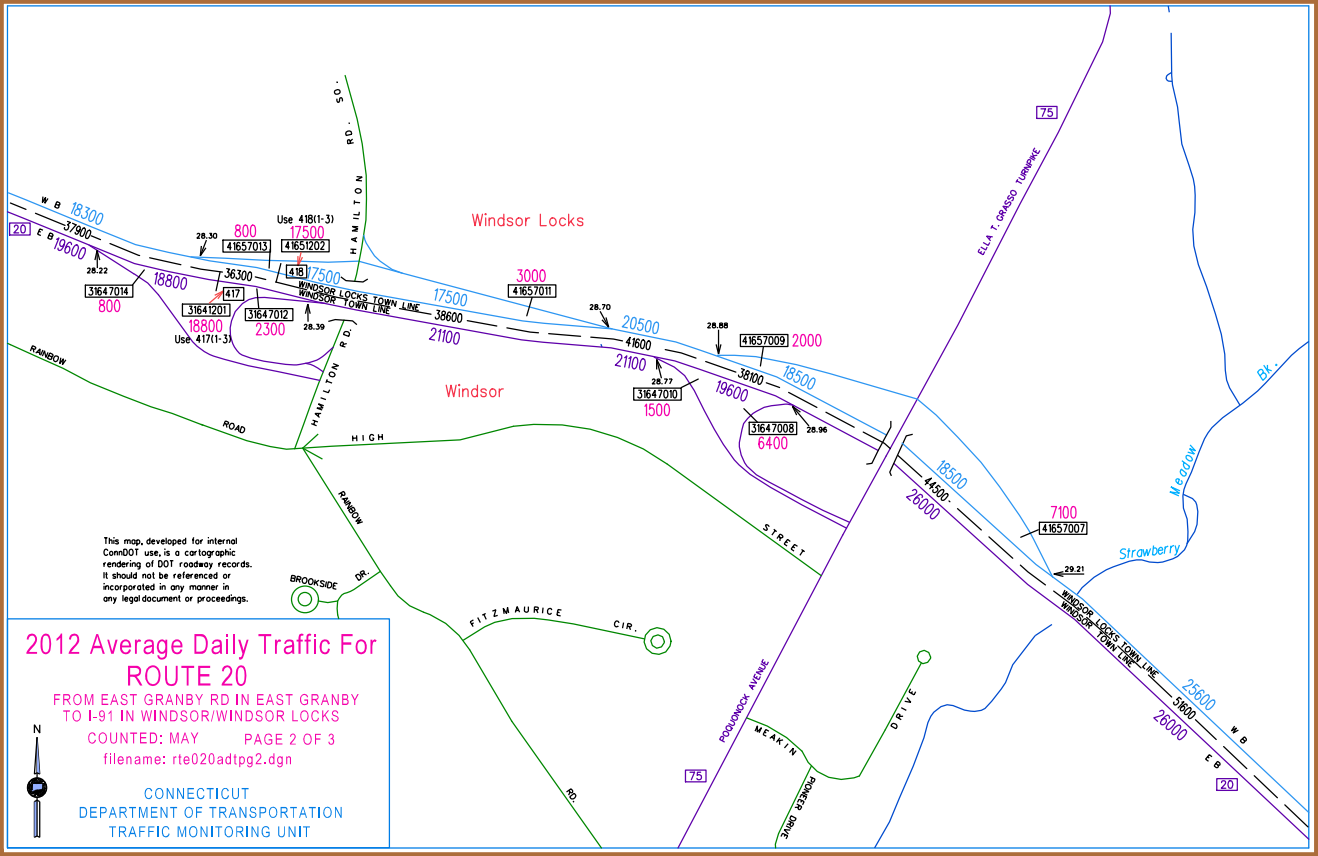 75
ELLA T. GRASSO TURNPIKE
HAMILTON RD. SO.
Windsor Locks
W B
18300
37900
20
E B
19600
28.30
800
41657013
Use 418(1-3)
17500
41651202
418
17500
36300
28.22
31647014
800
18800
417
31641201
18800
Use 417(1-3)
31647012
2300
28.39
WINDSOR LOCKS TOWN LINE
WINDSOR TOWN LINE
17500
38600
21100
3000
41657011
28.70
20500
41600
21100
28.77
31647010
1500
28.88
41657009
2000
38100
18500
19600
31647008
6400
28.96
Windsor
HAMILTON RD.
RAINBOW
ROAD
HIGH
STREET
RAINBOW
RD.
BROOKSIDE DR.
FITZMAURICE CIR.
18500
44500
26000
7100
41657007
29.21
Meadow
Bk.
Strawberry
WINDSOR LOCKS TOWN LINE
WINDSOR TOWN LINE
25600
51600
26000
W B
E B
20
POQUONOCK AVENUE
75
MEAKIN
DRIVE
PIONEER DRIVE
This map, developed for internal
ConnDOT use, is a cartographic
rendering of DOT roadway records.
It should not be referenced or
incorporated in any manner in
any legal document or proceedings.
2012 Average Daily Traffic For
ROUTE 20
FROM EAST GRANBY RD IN EAST GRANBY
TO I-91 IN WINDSOR/WINDSOR LOCKS
COUNTED: MAY PAGE 2 OF 3
filename: rte020adtpg2.dgn
N
CONNECTICUT
DEPARTMENT OF TRANSPORTATION
TRAFFIC MONITORING UNIT